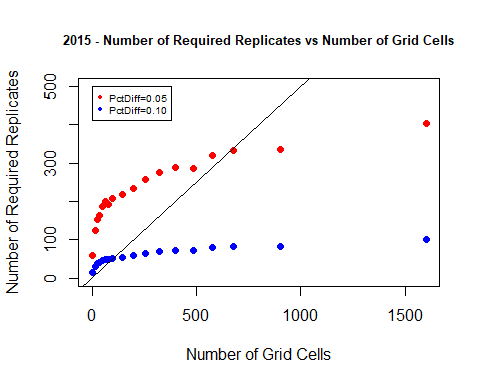 2015 - Number of Required Replicates vs Number of Grid Cells
PctDiff=0.05
PctDiff=0.10
Number of Required Replicates
500
300
100
0
0 500 1000 1500
Number of Grid Cells